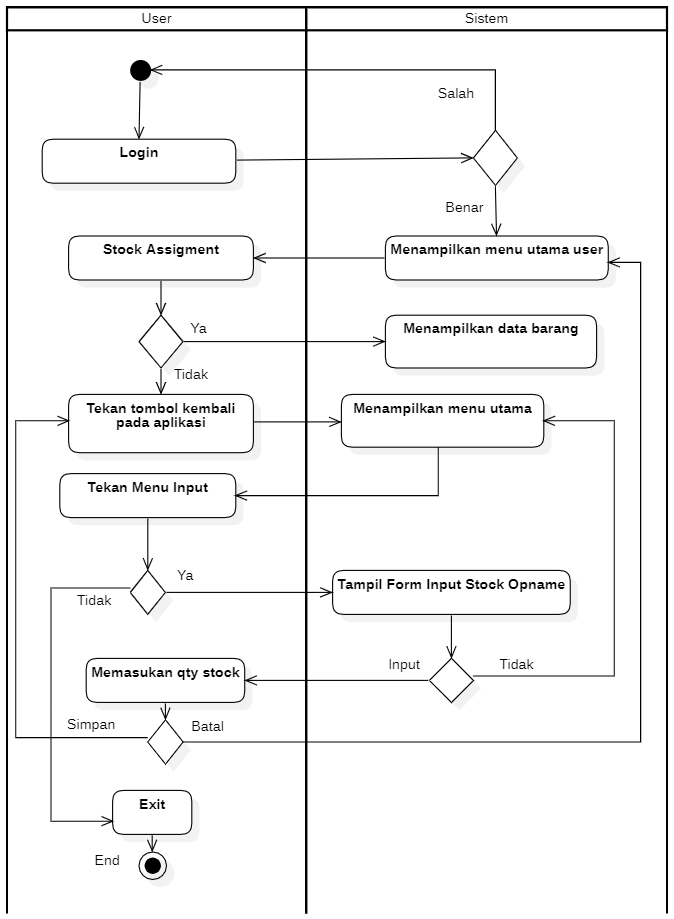 User
Sistem
Salah
Login
Benar
Stock Assigment
Menampilkan menu utama user
Ya
Menampilkan data barang
Tidak
Tekan tombol kembali
pada aplikasi
Menampilkan menu utama
Tekan Menu Input
Ya
Tidak
Tampil Form Input Stock Opname
Input
Tidak
Memasukan qty stock
Simpan
Batal
Exit
End